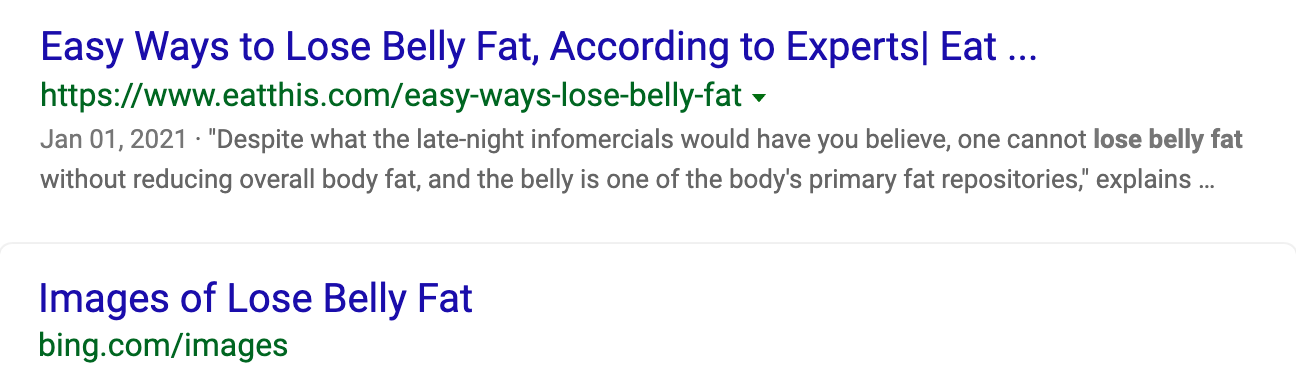 Easy Ways to Lose Belly Fat, According to Experts| Eat ...
https://www.eatthis.com/easy-ways-lose-belly-fat
Jan 01, 2021 · "Despite what the late-night infomercials would have you believe, one cannot lose belly fat
without reducing overall body fat, and the belly is one of the body's primary fat repositories," explains ...
Images of Lose Belly Fat
bing.com/images